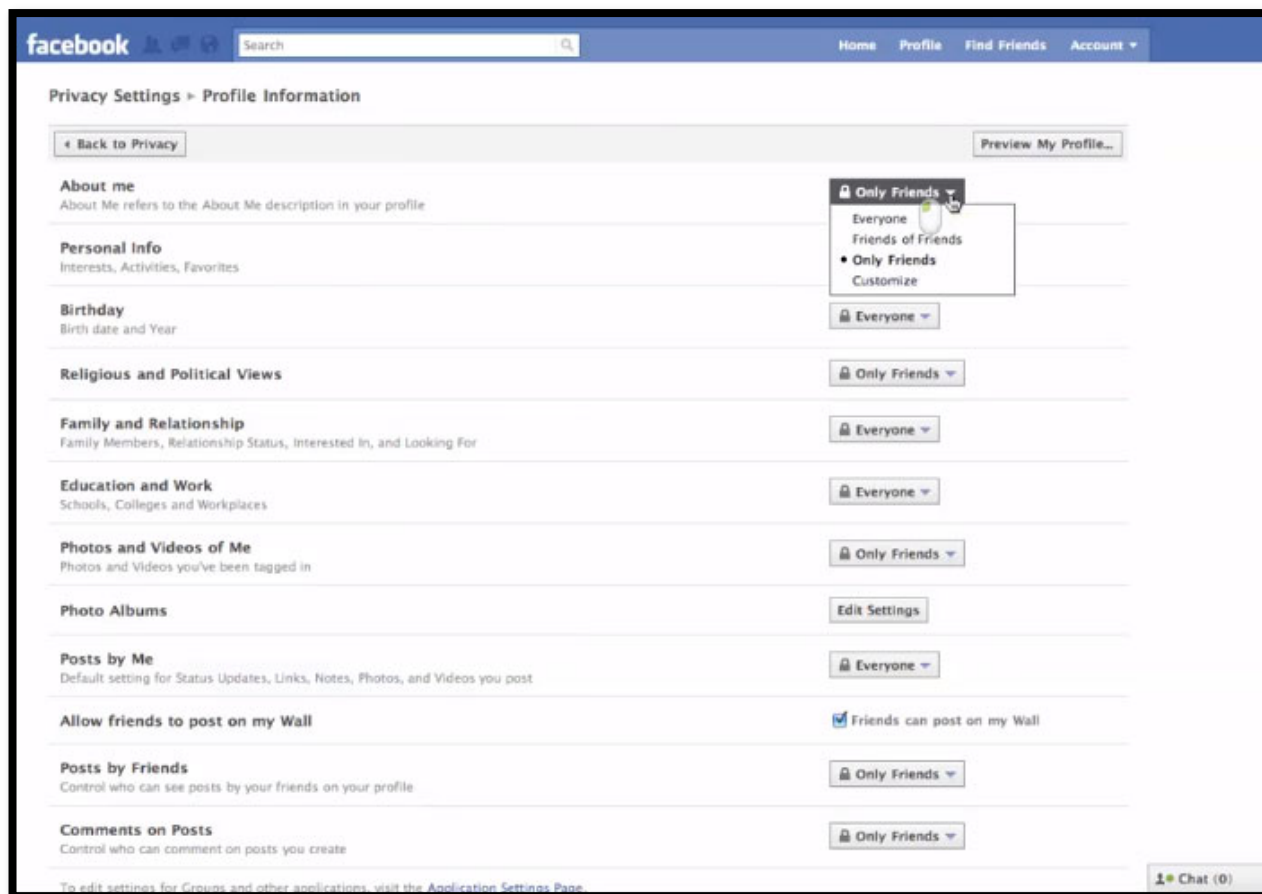 facebook
Search
Home Profile Find Friends Account
Privacy Settings ▸ Profile Information
Back to Privacy
Preview My Profile...
About me
Only Friends
About Me refers to the About Me description in your profile
Everyone
Friends of Friends
Only Friends
Customize
Personal Info
Interests, Activities, Favorites
Birthday
Everyone
Birth date and Year
Religious and Political Views
Only Friends
Family and Relationship
Everyone
Family Members, Relationship Status, Interested In, and Looking For
Education and Work
Everyone
Schools, Colleges and Workplaces
Photos and Videos of Me
Only Friends
Photos and Videos you've been tagged in
Photo Albums
Edit Settings
Posts by Me
Everyone
Default setting for Status Updates, Links, Notes, Photos, and Videos you post
Allow friends to post on my Wall
Friends can post on my Wall
Posts by Friends
Only Friends
Control who can see posts by your friends on your profile
Comments on Posts
Only Friends
Control who can comment on posts you create
To edit settings for Groups and other applications, visit the Application Settings Page.
Chat (0)